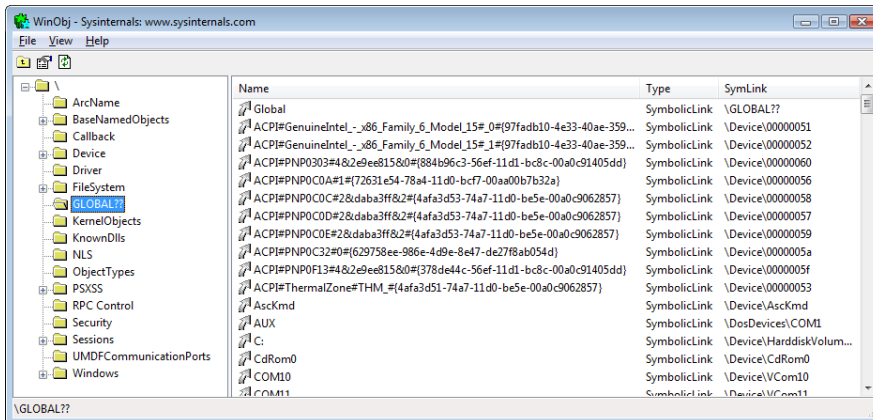 WinObj - Sysinternals: www.sysinternals.com
File View Help
\
ArcName
BaseNamedObjects
Callback
Device
Driver
FileSystem
GLOBAL??
KernelObjects
KnownDlls
NLS
ObjectTypes
PSXSS
RPC Control
Security
Sessions
UMDFCommunicationPorts
Windows
Name Type SymLink
Global SymbolicLink \GLOBAL??
ACPI#GenuineIntel_-_x86_Family_6_Model_15#_0#{97fadb10-4e33-40ae-359... SymbolicLink \Device\00000051
ACPI#GenuineIntel_-_x86_Family_6_Model_15#_1#{97fadb10-4e33-40ae-359... SymbolicLink \Device\00000052
ACPI#PNP0303#4&2e9ee815&0#{884b96c3-56ef-11d1-bc8c-00a0c91405dd} SymbolicLink \Device\00000060
ACPI#PNP0C0A#1#{72631e54-78a4-11d0-bcf7-00aa00b7b32a} SymbolicLink \Device\00000056
ACPI#PNP0C0C#2&daba3ff&2#{4afa3d53-74a7-11d0-be5e-00a0c9062857} SymbolicLink \Device\00000058
ACPI#PNP0C0D#2&daba3ff&2#{4afa3d53-74a7-11d0-be5e-00a0c9062857} SymbolicLink \Device\00000057
ACPI#PNP0C0E#2&daba3ff&2#{4afa3d53-74a7-11d0-be5e-00a0c9062857} SymbolicLink \Device\00000059
ACPI#PNP0C32#0#{629758ee-986e-4d9e-8e47-de27f8ab054d} SymbolicLink \Device\0000005a
ACPI#PNP0F13#4&2e9ee815&0#{378de44c-56ef-11d1-bc8c-00a0c91405dd} SymbolicLink \Device\0000005f
ACPI#ThermalZone#THM_#{4afa3d51-74a7-11d0-be5e-00a0c9062857} SymbolicLink \Device\00000053
AscKmd SymbolicLink \Device\AscKmd
AUX SymbolicLink \DosDevices\COM1
C: SymbolicLink \Device\HarddiskVolum...
CdRom0 SymbolicLink \Device\CdRom0
COM10 SymbolicLink \Device\VCom10
COM11 SymbolicLink \Device\VCom11
\GLOBAL??